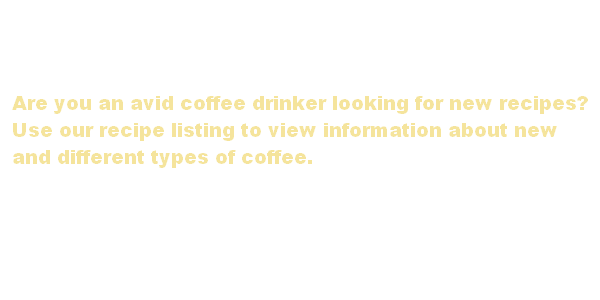 Are you an avid coffee drinker looking for new recipes?
Use our recipe listing to view information about new
and different types of coffee.